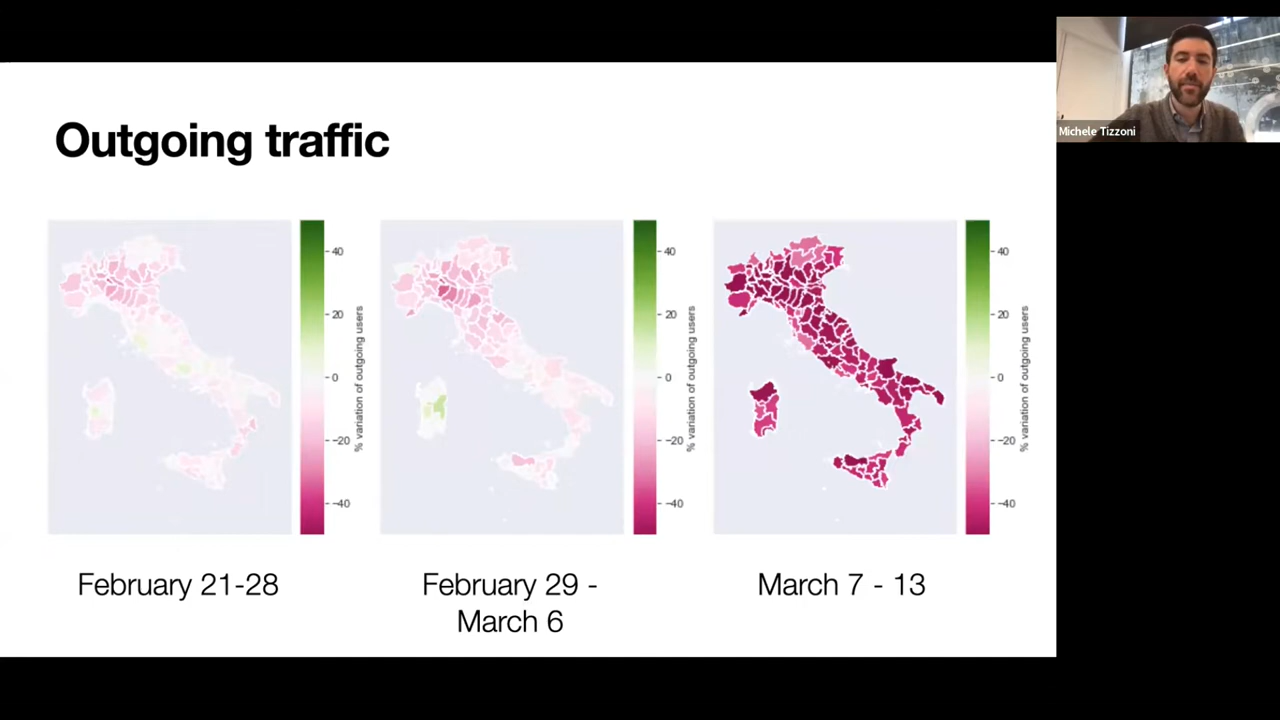 Outgoing traffic
Michele Tizzoni
40
20
0
-20
-40
% variation of outgoing users
40
20
0
-20
-40
% variation of outgoing users
40
20
0
-20
-40
% variation of outgoing users
February 21-28
February 29 -
March 6
March 7 - 13